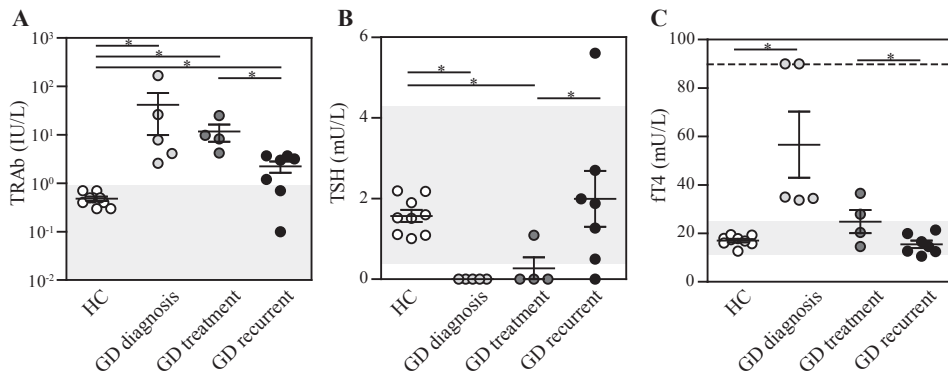 A
TRAb (IU/L)
10³
10²
10¹
10⁰
10⁻¹
10⁻²
*
*
*
*
HC
GD diagnosis
GD treatment
GD recurrent
B
TSH (mU/L)
6
4
2
0
*
*
*
HC
GD diagnosis
GD treatment
GD recurrent
C
fT4 (mU/L)
100
80
60
40
20
0
*
*
HC
GD diagnosis
GD treatment
GD recurrent